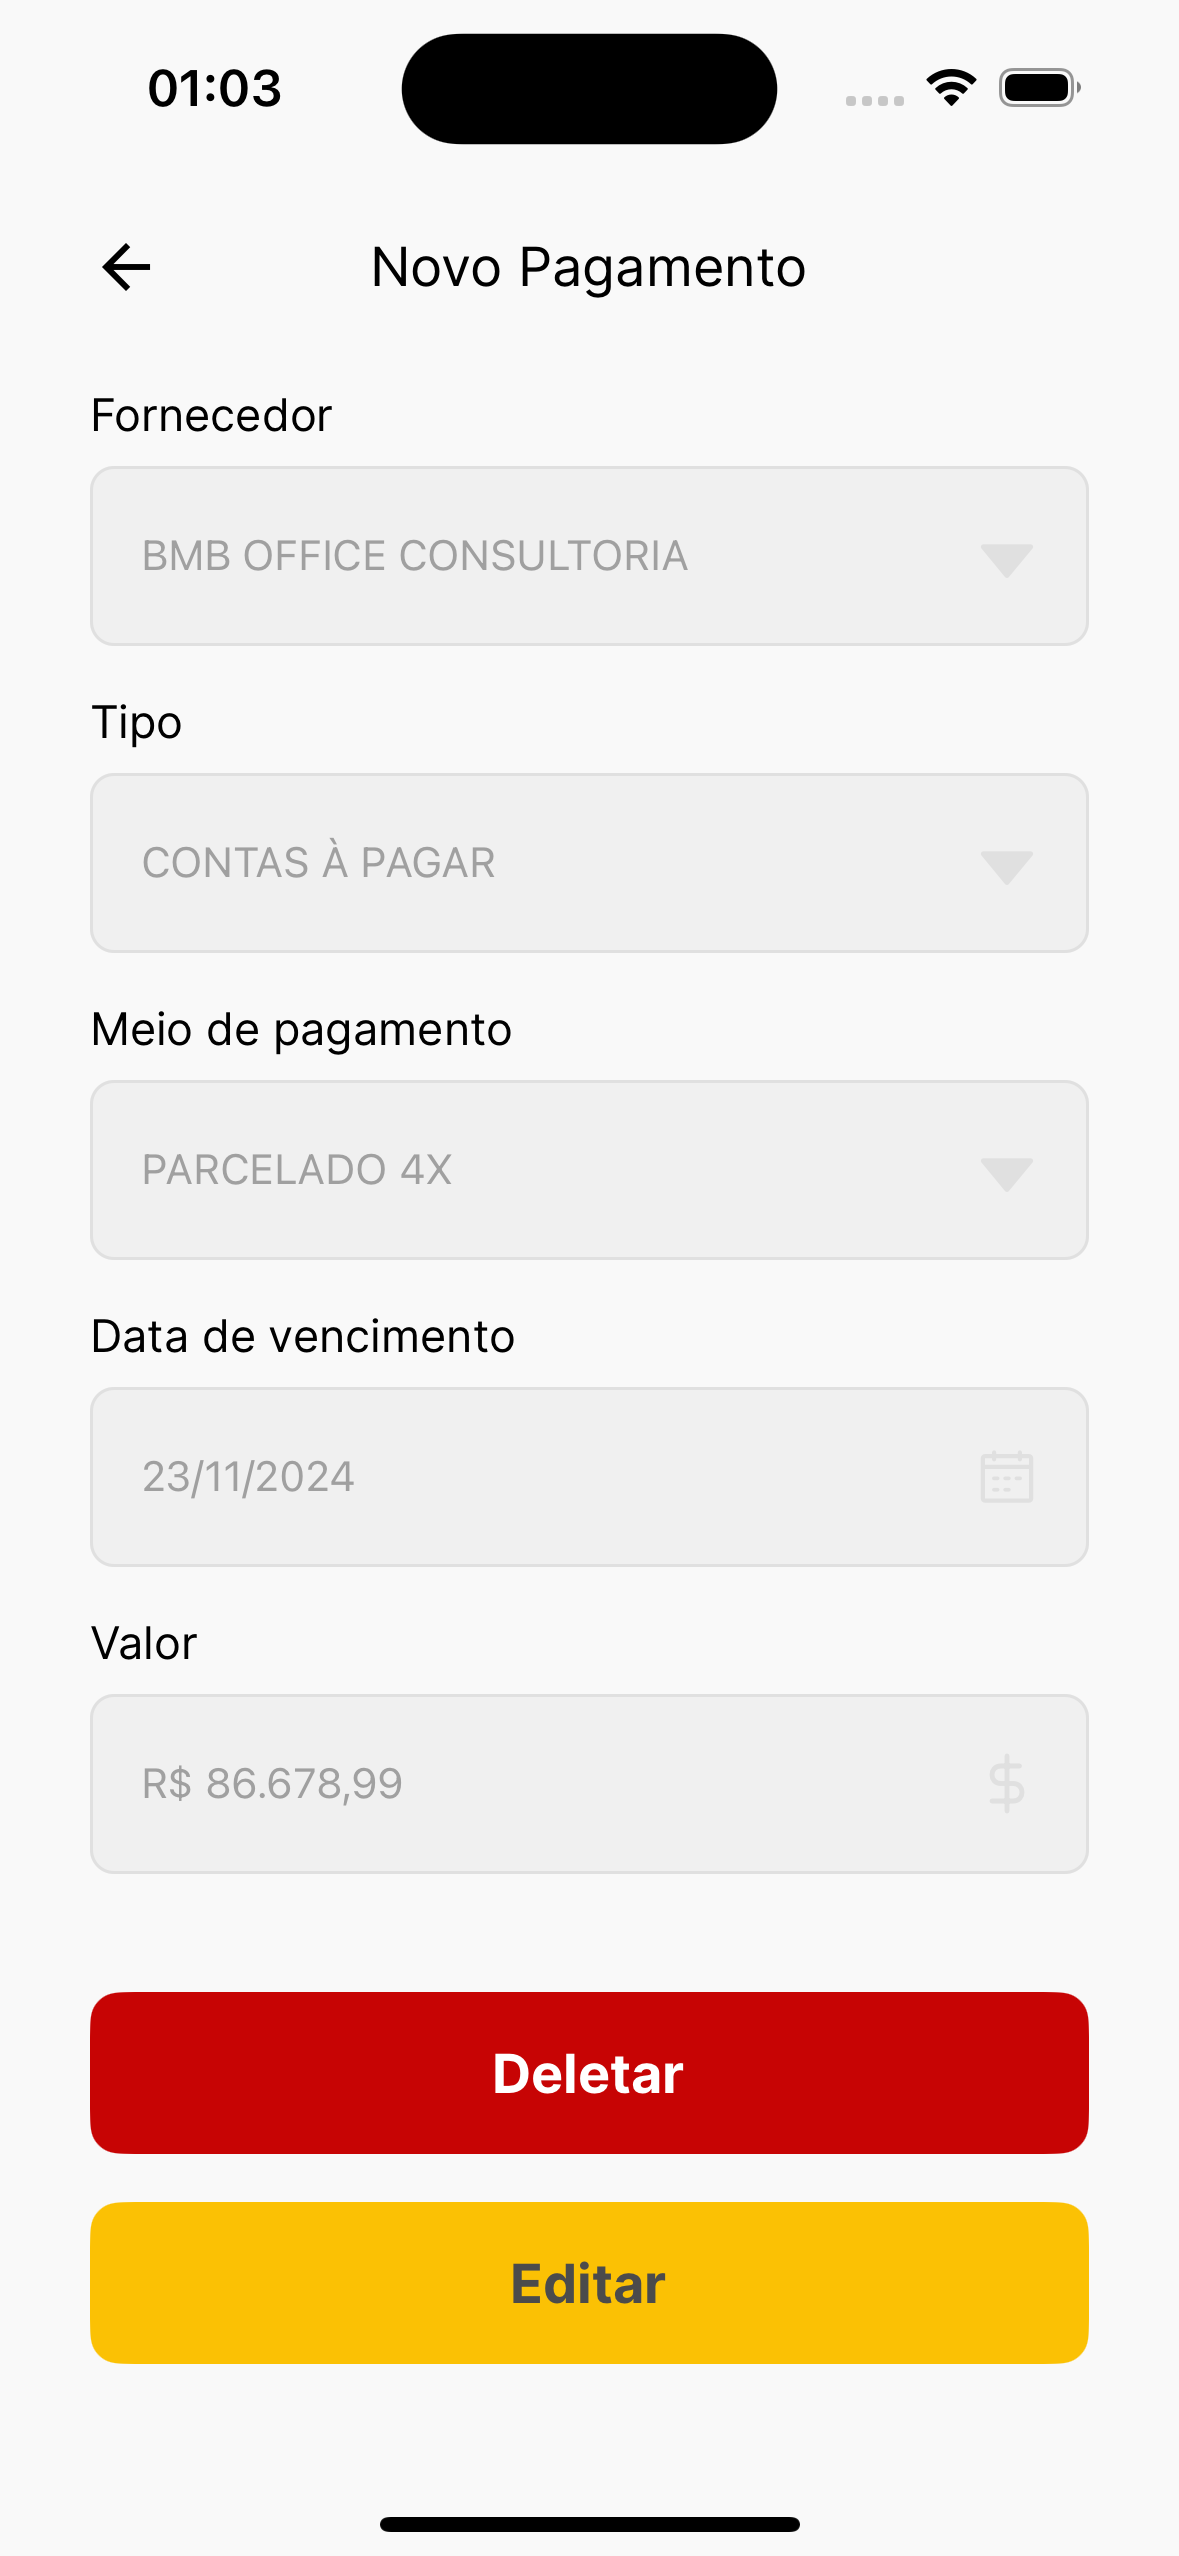 01:03
Novo Pagamento
Fornecedor
BMB OFFICE CONSULTORIA
Tipo
CONTAS À PAGAR
Meio de pagamento
PARCELADO 4X
Data de vencimento
23/11/2024
Valor
R$ 86.678,99
Deletar
Editar